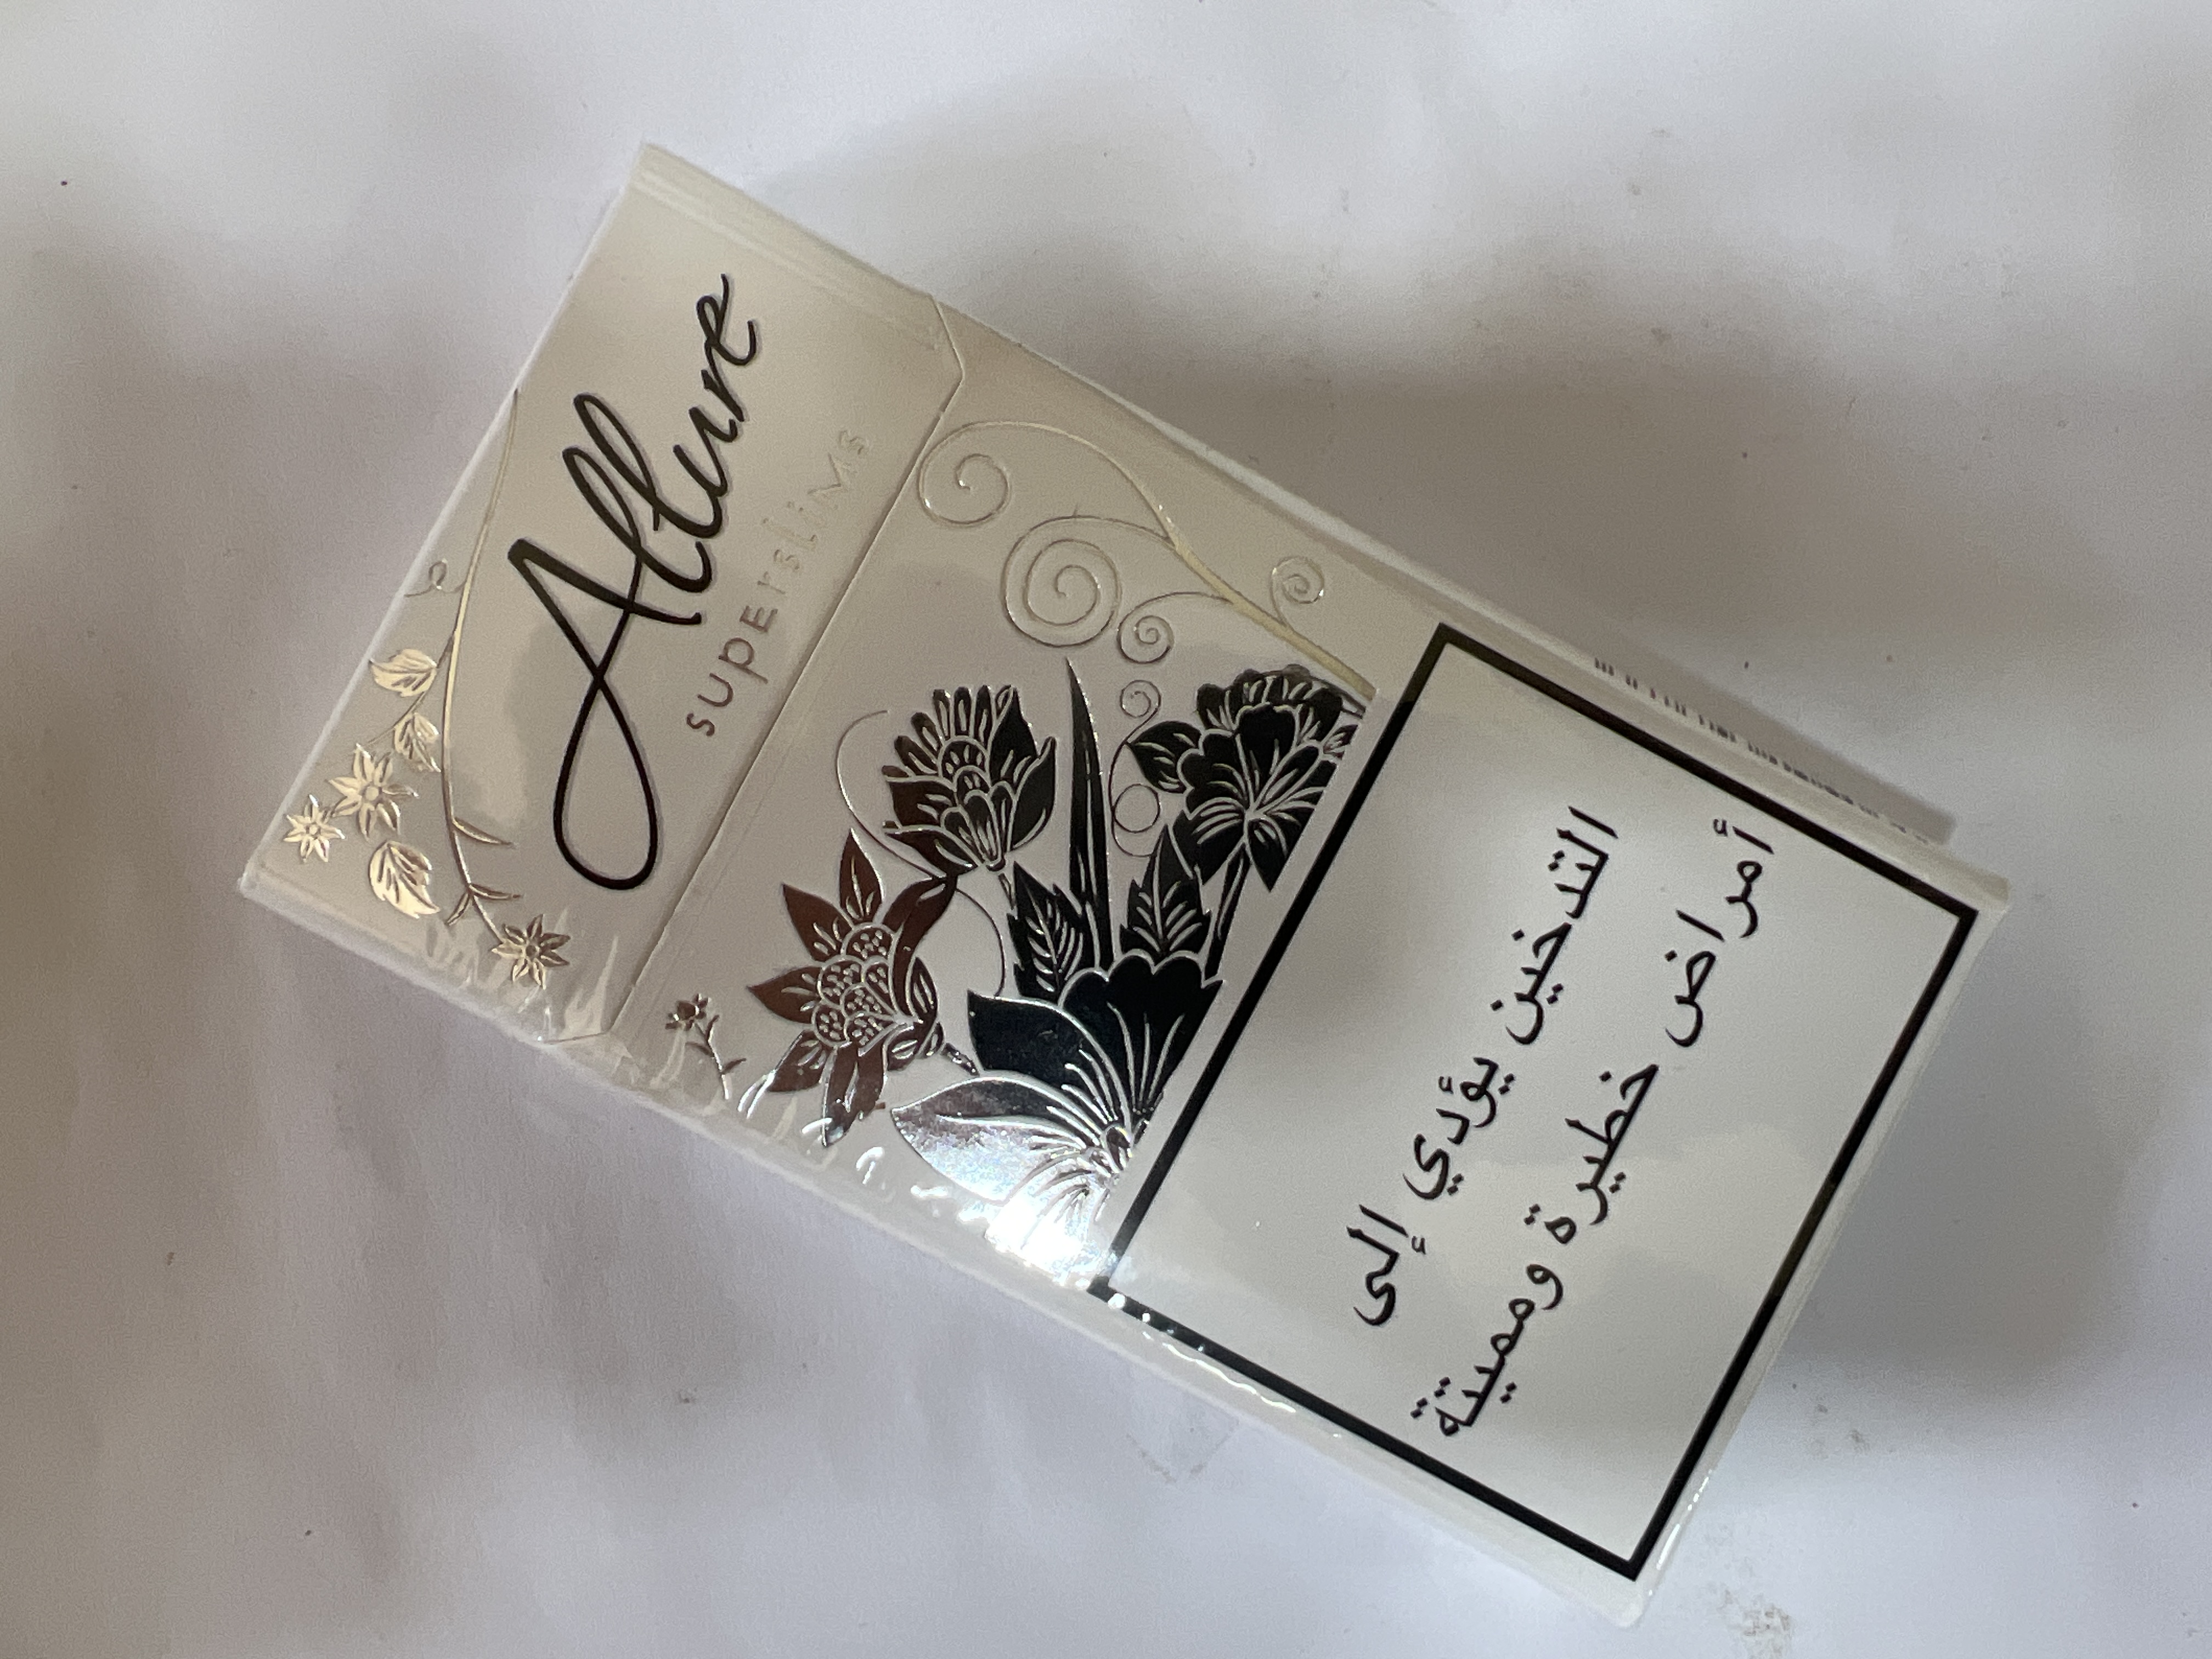 Allure
superslims
التدخين يؤدي إلى
أمراض خطيرة ومميتة